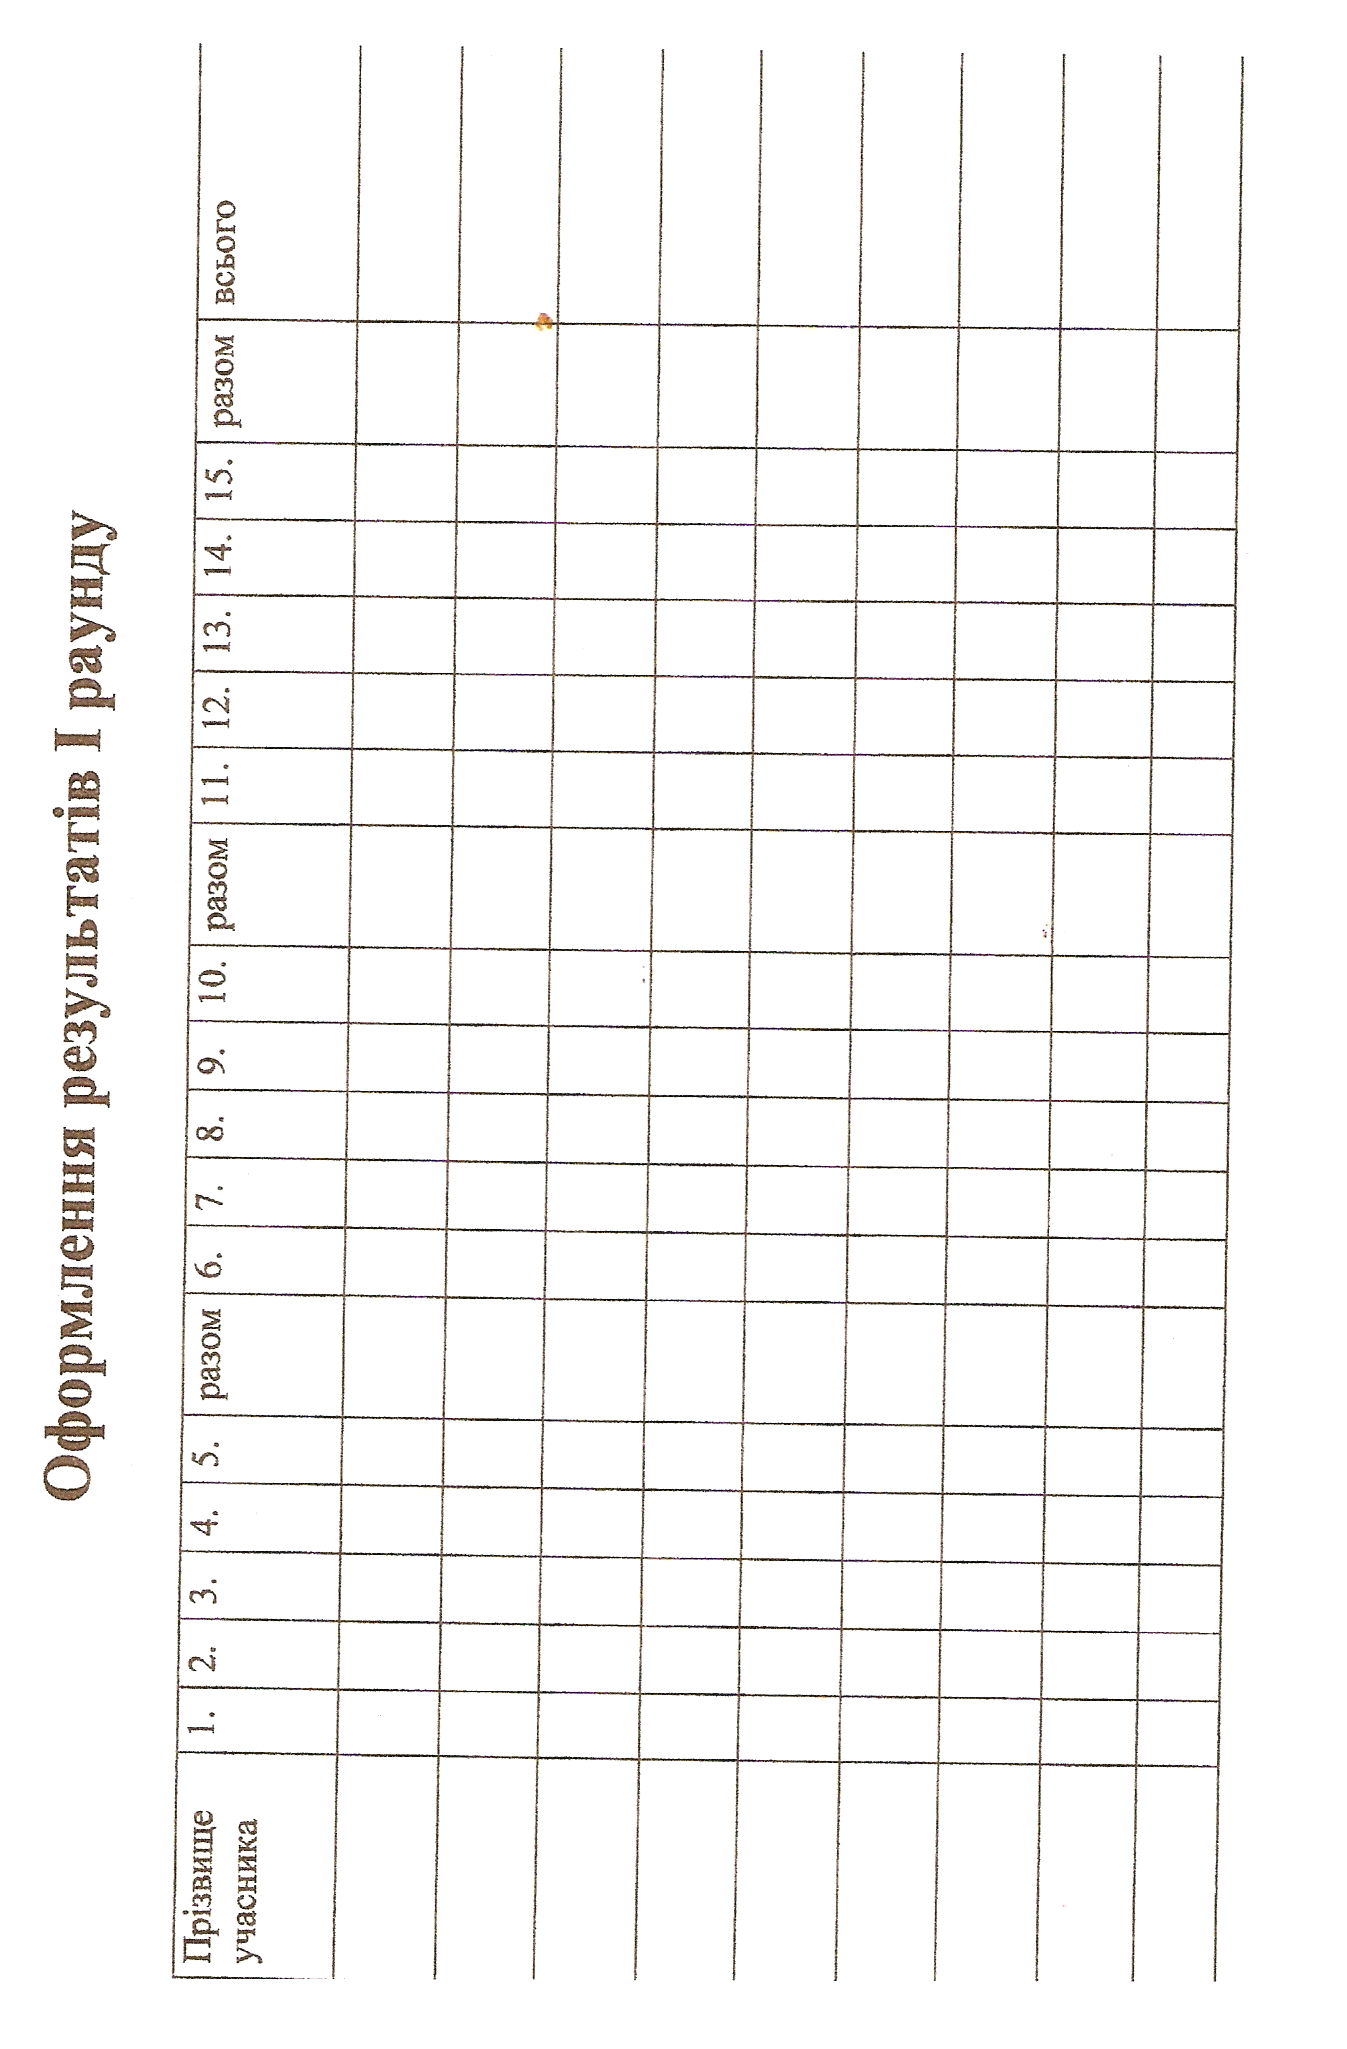 Оформлення результатів І раунду
Прізвище учасника 1. 2. 3. 4. 5. разом 6. 7. 8. 9. 10. разом 11. 12. 13. 14. 15. разом всього